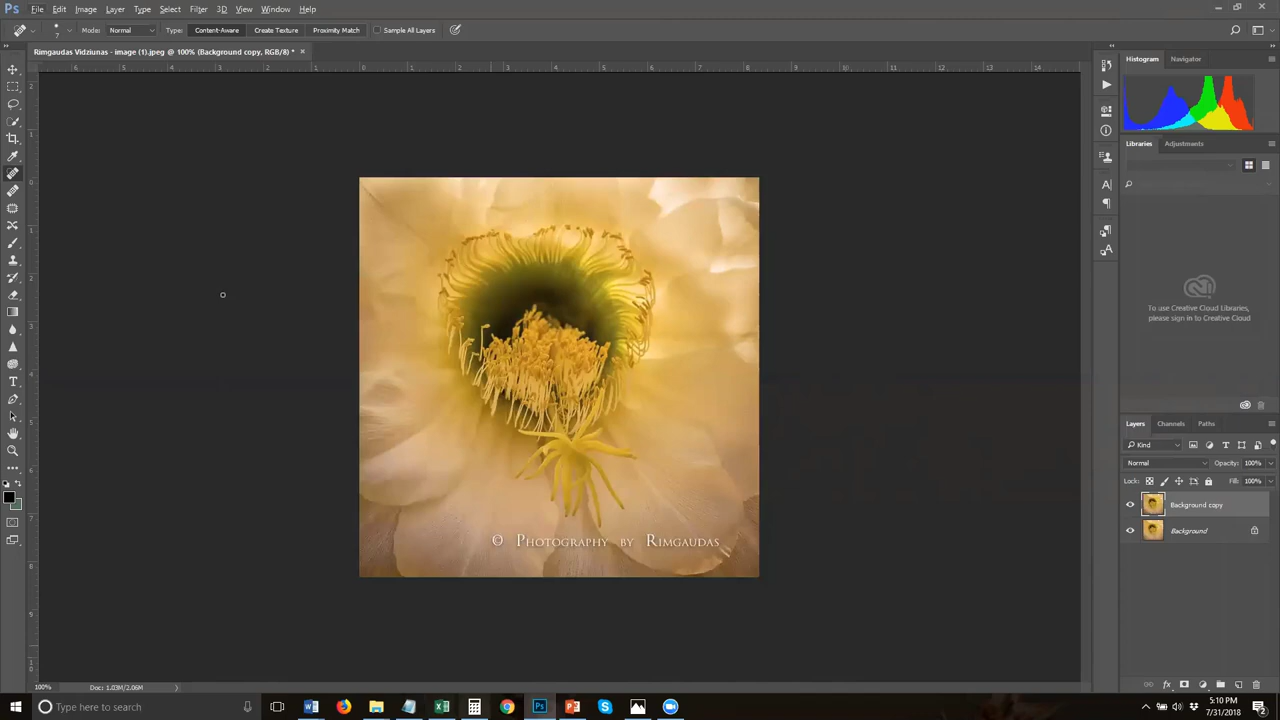 Ps File Edit Image Layer Type Select Filter 3D View Window Help
7 Mode: Normal Type: Content-Aware Create Texture Proximity Match Sample All Layers
Rimgaudas Vidziunas - image (1).jpeg @ 100% (Background copy, RGB/8) * ×
Histogram Navigator
Libraries Adjustments
To use Creative Cloud Libraries,
please sign in to Creative Cloud
Layers Channels Paths
Kind
Normal Opacity: 100%
Lock: Fill: 100%
Background copy
Background
© Photography by Rimgaudas
100% Doc: 1.03M/2.06M
Type here to search
5:10 PM
7/31/2018